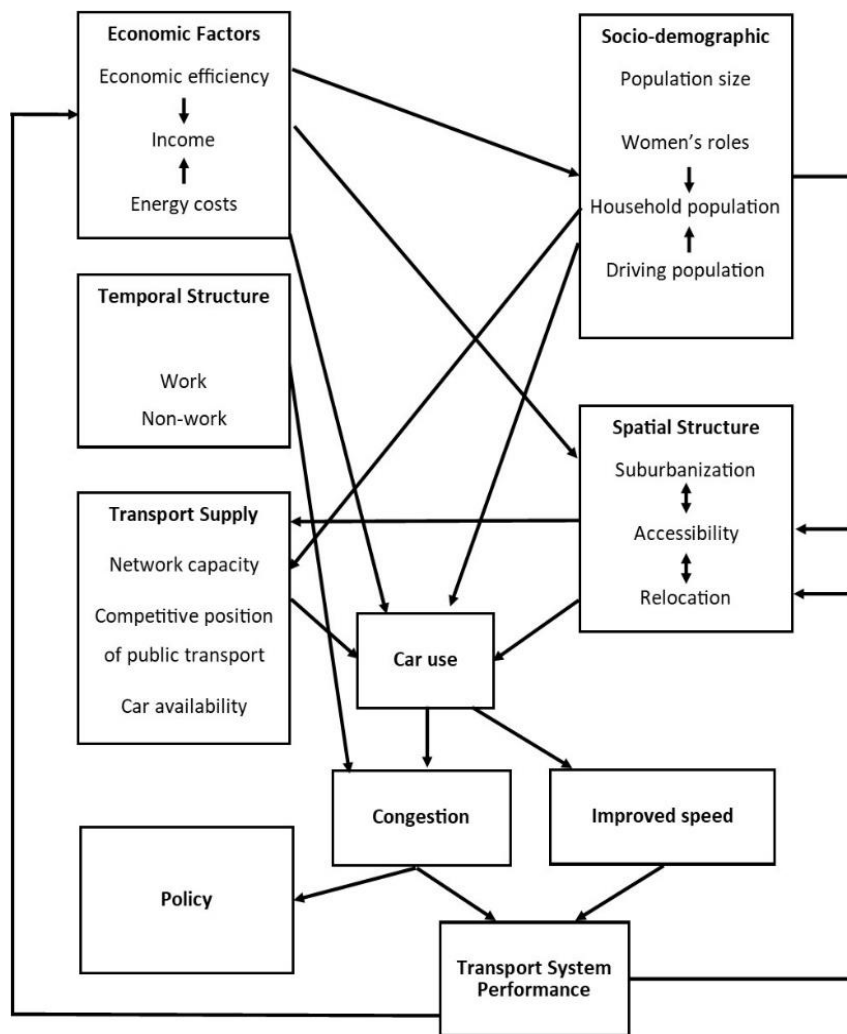 Economic Factors
Economic efficiency
Income
Energy costs
Socio-demographic
Population size
Women's roles
Household population
Driving population
Temporal Structure
Work
Non-work
Spatial Structure
Suburbanization
Accessibility
Relocation
Transport Supply
Network capacity
Competitive position
of public transport
Car availability
Car use
Congestion
Improved speed
Policy
Transport System
Performance